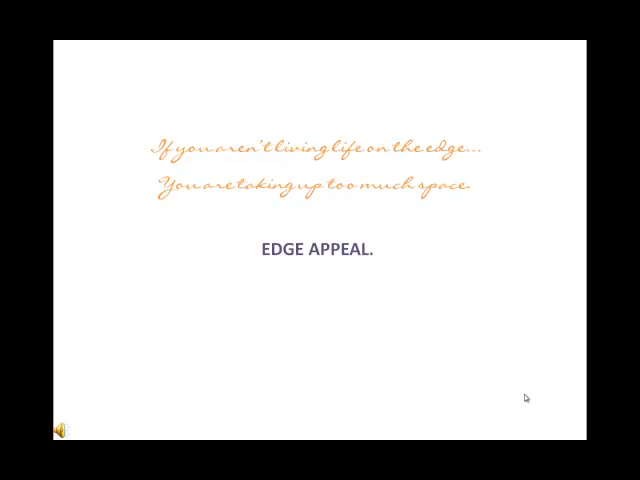 If you aren't living life on the edge...
You are taking up too much space.
EDGE APPEAL.